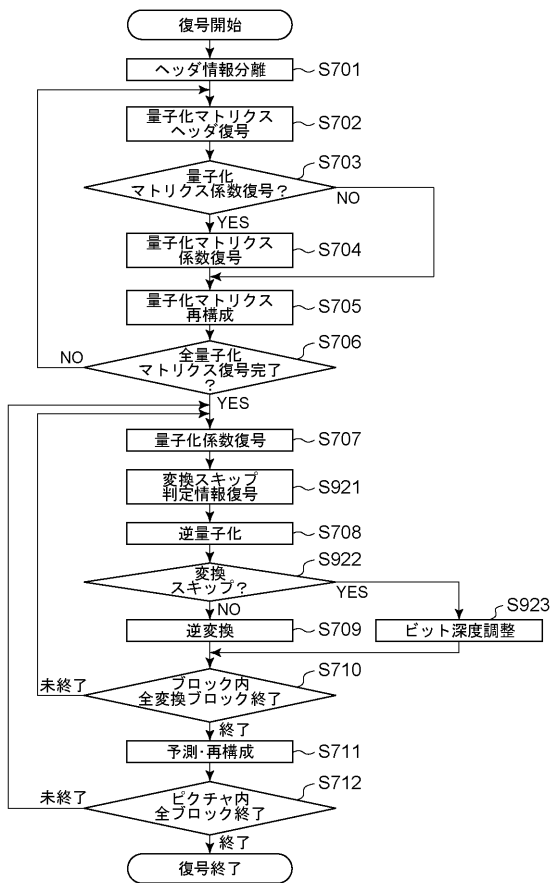 復号開始
ヘッダ情報分離
S701
量子化マトリクス
ヘッダ復号
S702
量子化
マトリクス係数復号？
S703
NO
YES
量子化マトリクス
係数復号
S704
量子化マトリクス
再構成
S705
全量子化
マトリクス復号完了
？
S706
NO
YES
量子化係数復号
S707
変換スキップ
判定情報復号
S921
逆量子化
S708
変換
スキップ？
S922
YES
NO
逆変換
S709
ビット深度調整
S923
ブロック内
全変換ブロック終了
S710
未終了
終了
予測・再構成
S711
ピクチャ内
全ブロック終了
S712
未終了
終了
復号終了